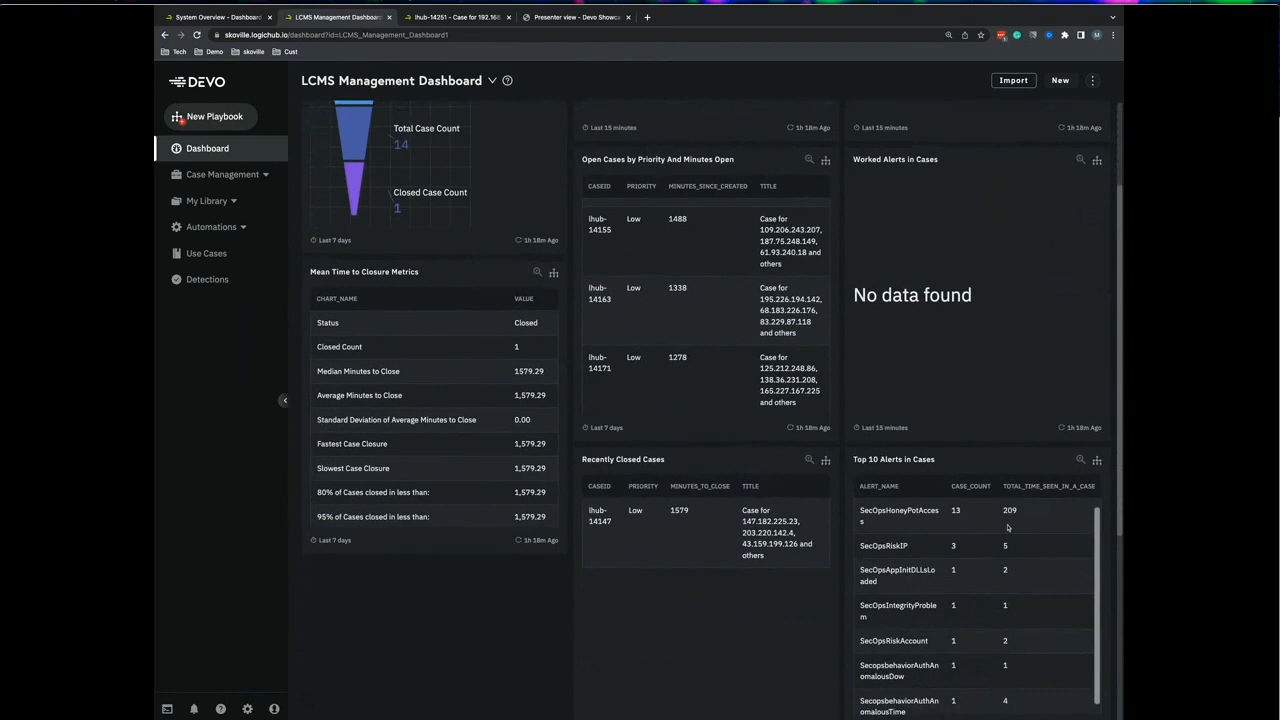 System Overview - Dashboard
LCMS Management Dashboard
lhub-14251 - Case for 192.168
Presenter view - Devo Showca
skoville.logichub.io/dashboard?id=LCMS_Management_Dashboard1
Tech
Demo
skoville
Cust
DEVO
New Playbook
Dashboard
Case Management
My Library
Automations
Use Cases
Detections
LCMS Management Dashboard
Import
New
Total Case Count
14
Closed Case Count
1
Last 7 days
1h 18m Ago
Mean Time to Closure Metrics
CHART_NAME VALUE
Status Closed
Closed Count 1
Median Minutes to Close 1579.29
Average Minutes to Close 1,579.29
Standard Deviation of Average Minutes to Close 0.00
Fastest Case Closure 1,579.29
Slowest Case Closure 1,579.29
80% of Cases closed in less than: 1,579.29
95% of Cases closed in less than: 1,579.29
Last 7 days
1h 18m Ago
Last 15 minutes
1h 18m Ago
Open Cases by Priority And Minutes Open
CASEID PRIORITY MINUTES_SINCE_CREATED TITLE
lhub- Low 1488 Case for
14155 109.206.243.207,
187.75.248.149,
61.93.240.18 and
others
lhub- Low 1338 Case for
14163 195.226.194.142,
68.183.226.176,
83.229.87.118
and others
lhub- Low 1278 Case for
14171 125.212.248.86,
138.36.231.208,
165.227.167.225
and others
Last 7 days
1h 18m Ago
Recently Closed Cases
CASEID PRIORITY MINUTES_TO_CLOSE TITLE
lhub- Low 1579 Case for
14147 147.182.225.23,
203.220.142.4,
43.159.199.126 and
others
Last 15 minutes
1h 18m Ago
Worked Alerts in Cases
No data found
Last 15 minutes
1h 18m Ago
Top 10 Alerts in Cases
ALERT_NAME CASE_COUNT TOTAL_TIME_SEEN_IN_A_CASE
SecOpsHoneyPotAcces 13 209
s
SecOpsRiskIP 3 5
SecOpsAppInitDLLsLo 1 2
aded
SecOpsIntegrityProble 1 1
m
SecOpsRiskAccount 1 2
SecopsbehaviorAuthAn 1 1
omalousDow
SecopsbehaviorAuthAn 1 4
omalousTime